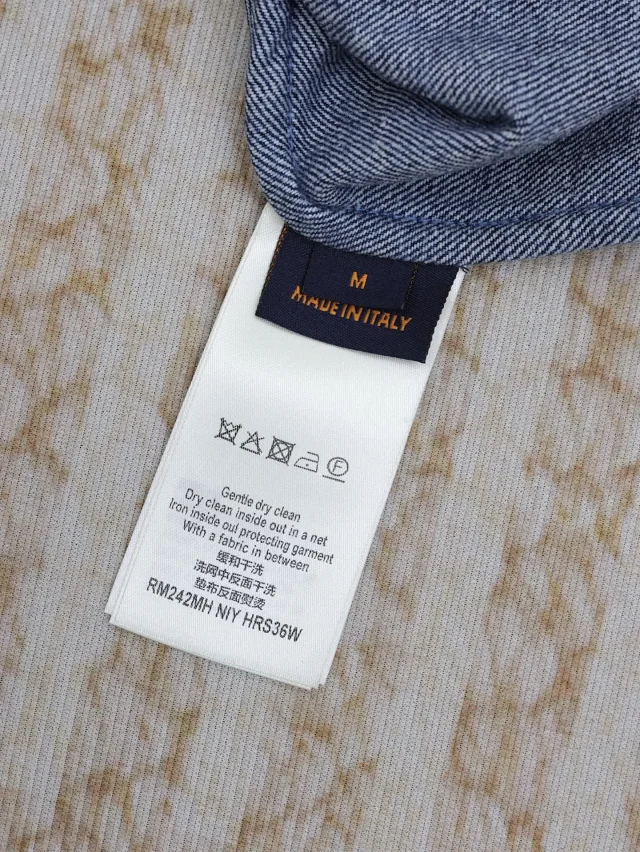 M
MADE IN ITALY
F
Gentle dry clean
Dry clean inside out in a net
Iron inside out protecting garment
With a fabric in between
缓和干洗
洗网中反面干洗
垫布反面熨烫
RM242MH NIY HRS36W